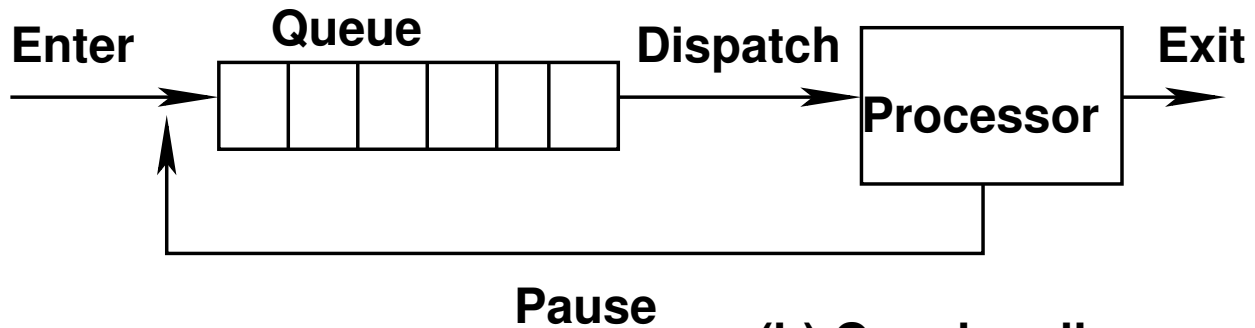 Enter
Queue
Dispatch
Exit
Processor
Pause